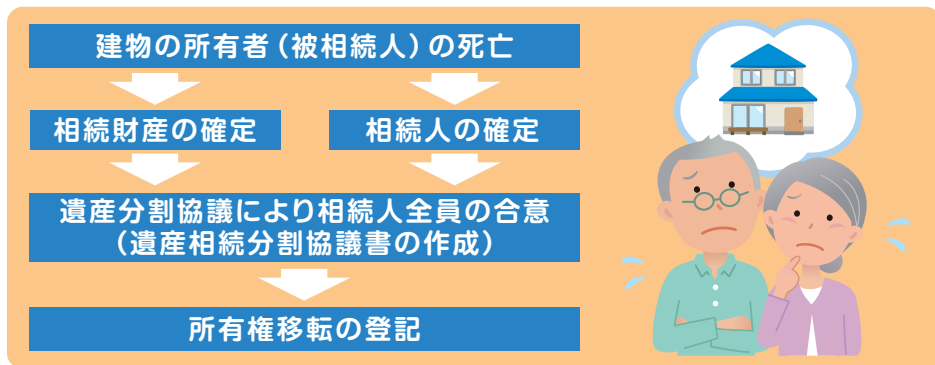 建物の所有者（被相続人）の死亡
相続財産の確定
相続人の確定
遺産分割協議により相続人全員の合意
（遺産相続分割協議書の作成）
所有権移転の登記